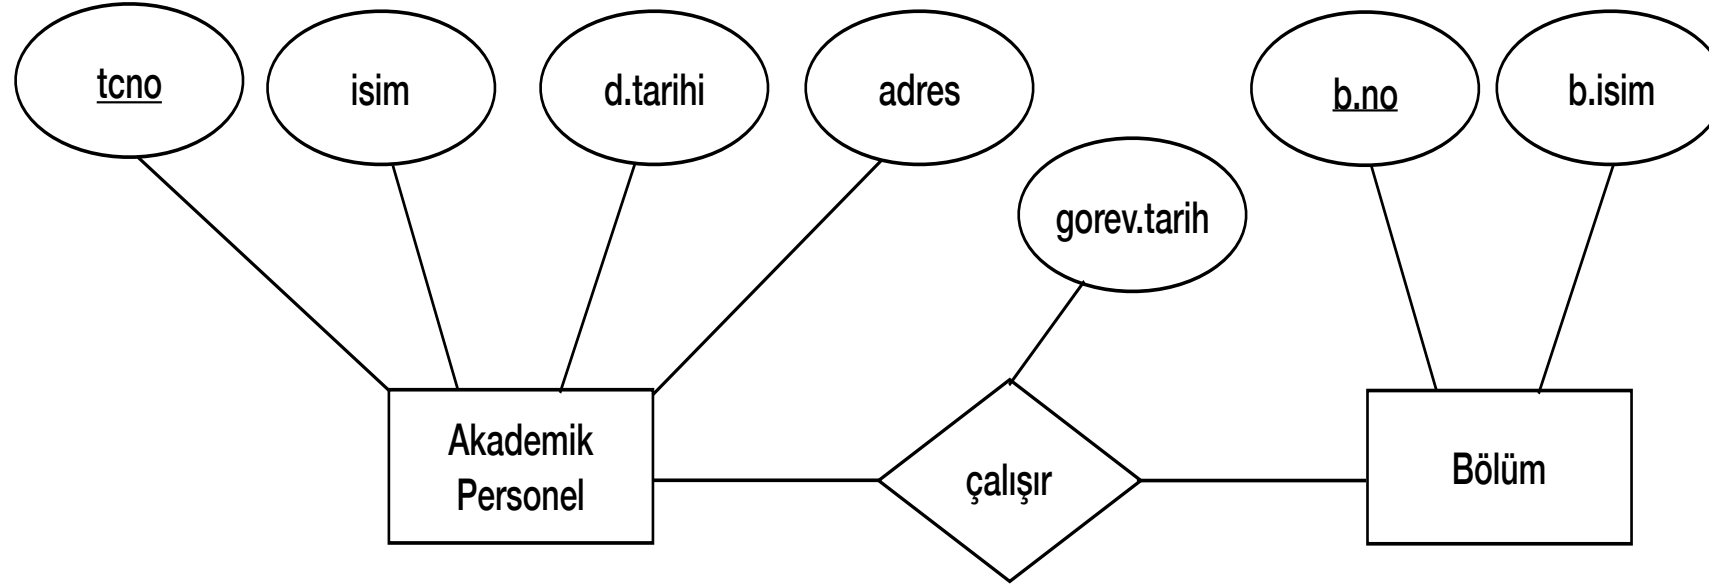 tcno
isim
d.tarihi
adres
b.no
b.isim
gorev.tarih
Akademik
Personel
çalışır
Bölüm